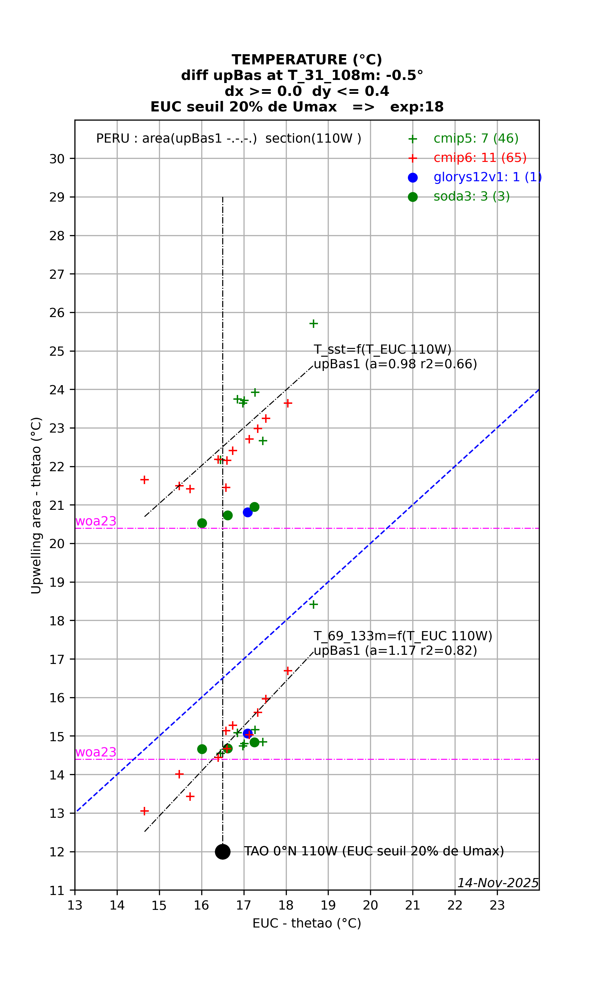 TEMPERATURE (°C)
diff upBas at T_31_108m: -0.5°
dx >= 0.0  dy <= 0.4
EUC seuil 20% de Umax   =>   exp:18
PERU : area(upBas1 -.-.-.)  section(110W )
cmip5: 7 (46)
cmip6: 11 (65)
glorys12v1: 1 (1)
soda3: 3 (3)
30
29
28
27
26
25
24
23
22
21
20
19
18
17
16
15
14
13
12
11
Upwelling area - thetao (°C)
T_sst=f(T_EUC 110W)
upBas1 (a=0.98 r2=0.66)
woa23
T_69_133m=f(T_EUC 110W)
upBas1 (a=1.17 r2=0.82)
woa23
TAO 0°N 110W (EUC seuil 20% de Umax)
14-Nov-2025
13 14 15 16 17 18 19 20 21 22 23
EUC - thetao (°C)